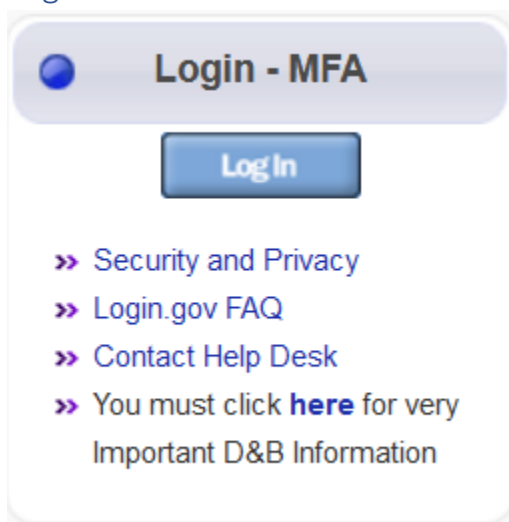 Login - MFA
Log In
Security and Privacy
Login.gov FAQ
Contact Help Desk
You must click here for very
Important D&B Information